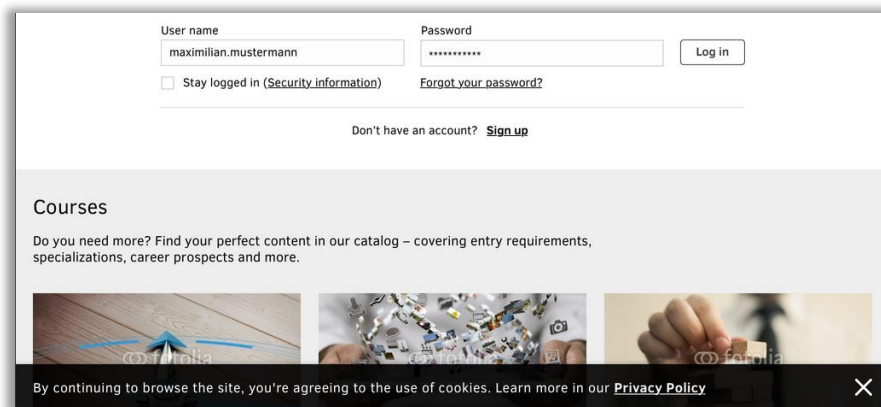 User name
Password
maximilian.mustermann
***********
Log in
Stay logged in (Security information)
Forgot your password?
Don't have an account? Sign up
Courses
Do you need more? Find your perfect content in our catalog – covering entry requirements,
specializations, career prospects and more.
fotolia
fotolia
fotolia
By continuing to browse the site, you're agreeing to the use of cookies. Learn more in our Privacy Policy